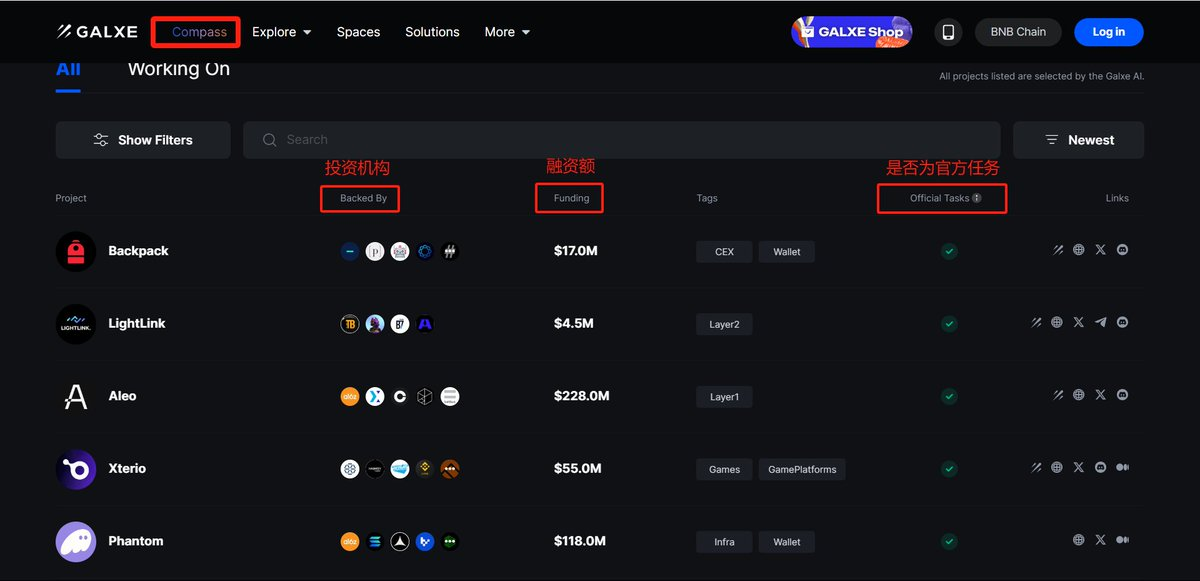 GALXE Compass Explore Spaces Solutions More GALXE Shop BNB Chain Log in
All Working On
All projects listed are selected by the Galxe AI.
Show Filters Search Newest
投资机构 融资额 是否为官方任务
Project Backed By Funding Tags Official Tasks Links
Backpack $17.0M CEX Wallet
LIGHTLINK. LightLink $4.5M Layer2
Aleo a16z $228.0M Layer1
Xterio $55.0M Games GamePlatforms
Phantom a16z $118.0M Infra Wallet